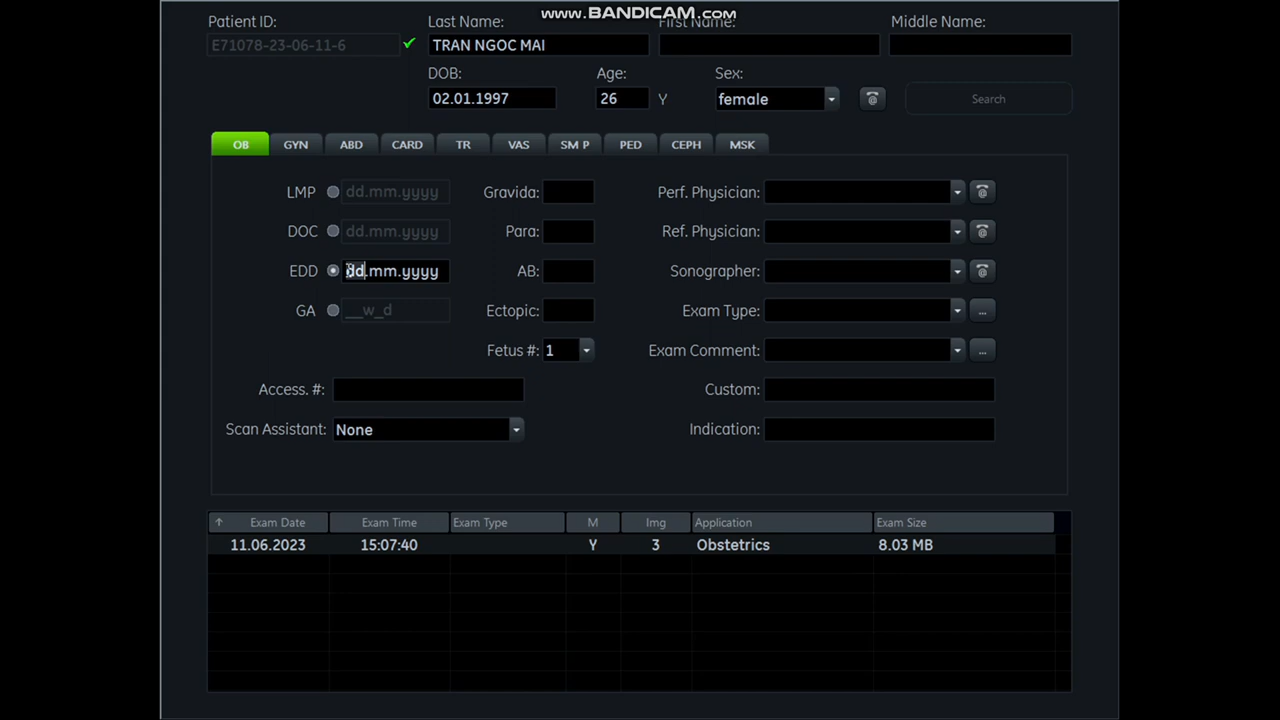 www.BANDICAM.com
Patient ID: Last Name: First Name: Middle Name:
E71078-23-06-11-6 TRAN NGOC MAI
DOB: Age: Sex:
02.01.1997 26 Y female Search
OB GYN ABD CARD TR VAS SM P PED CEPH MSK
LMP dd.mm.yyyy Gravida: Perf. Physician:
DOC dd.mm.yyyy Para: Ref. Physician:
EDD dd.mm.yyyy AB: Sonographer:
GA __w_d Ectopic: Exam Type: ...
Fetus #: 1 Exam Comment: ...
Access. #: Custom:
Scan Assistant: None Indication:
Exam Date Exam Time Exam Type M Img Application Exam Size
11.06.2023 15:07:40 Y 3 Obstetrics 8.03 MB